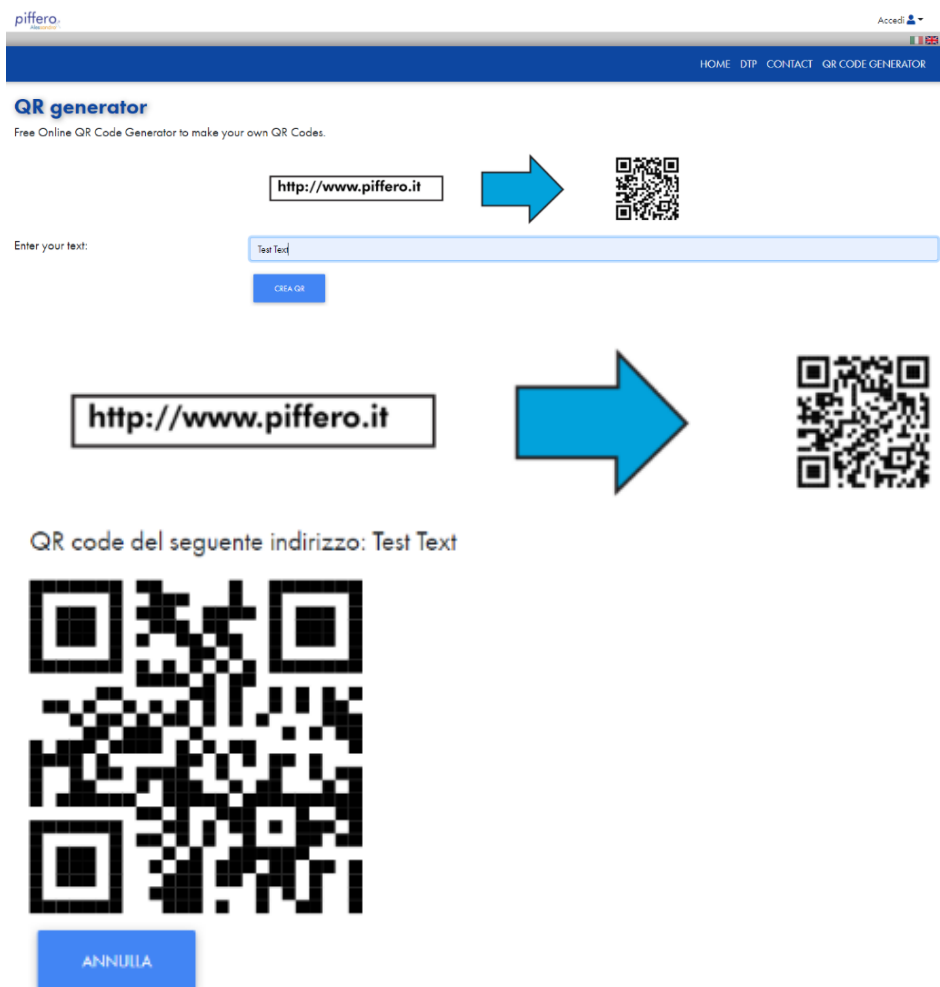 piffero.
Accedi
HOME DTP CONTACT QR CODE GENERATOR
QR generator
Free Online QR Code Generator to make your own QR Codes.
http://www.piffero.it
Enter your text:
Test Text
CREA QR
http://www.piffero.it
QR code del seguente indirizzo: Test Text
ANNULLA